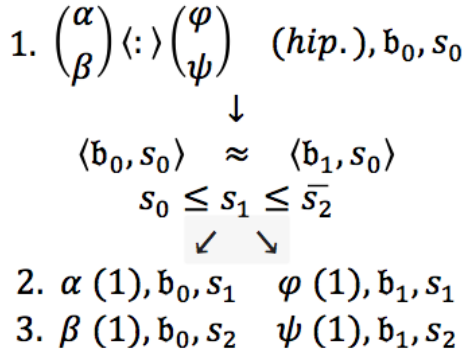 1. (α β) ⟨:⟩ (φ ψ) (hip.), 𝔟₀, s₀
↓
⟨𝔟₀, s₀⟩ ≈ ⟨𝔟₁, s₀⟩
s₀ ≤ s₁ ≤ s̅₂
↙ ↘
2. α (1), 𝔟₀, s₁ φ (1), 𝔟₁, s₁
3. β (1), 𝔟₀, s₂ ψ (1), 𝔟₁, s₂